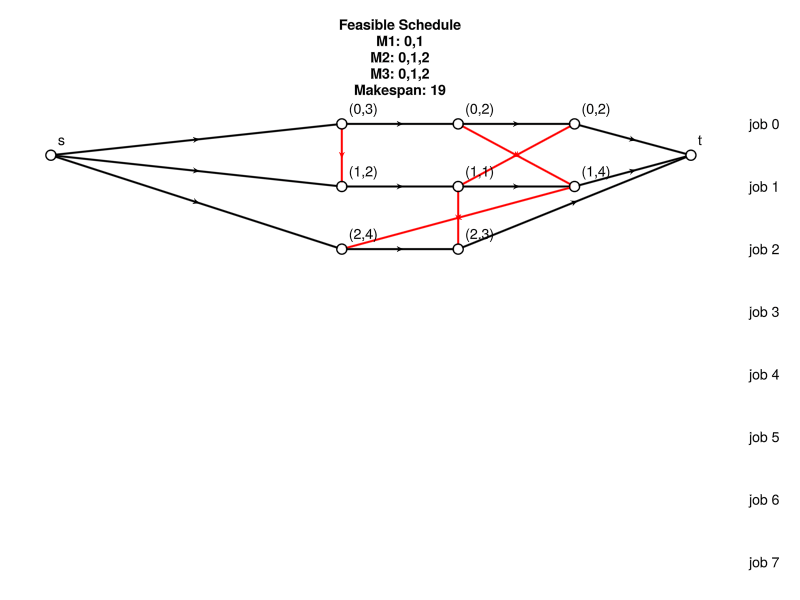 Feasible Schedule
M1: 0,1
M2: 0,1,2
M3: 0,1,2
Makespan: 19
(0,3) (0,2) (0,2) job 0
s t
(1,2) (1,1) (1,4) job 1
(2,4) (2,3) job 2
job 3
job 4
job 5
job 6
job 7